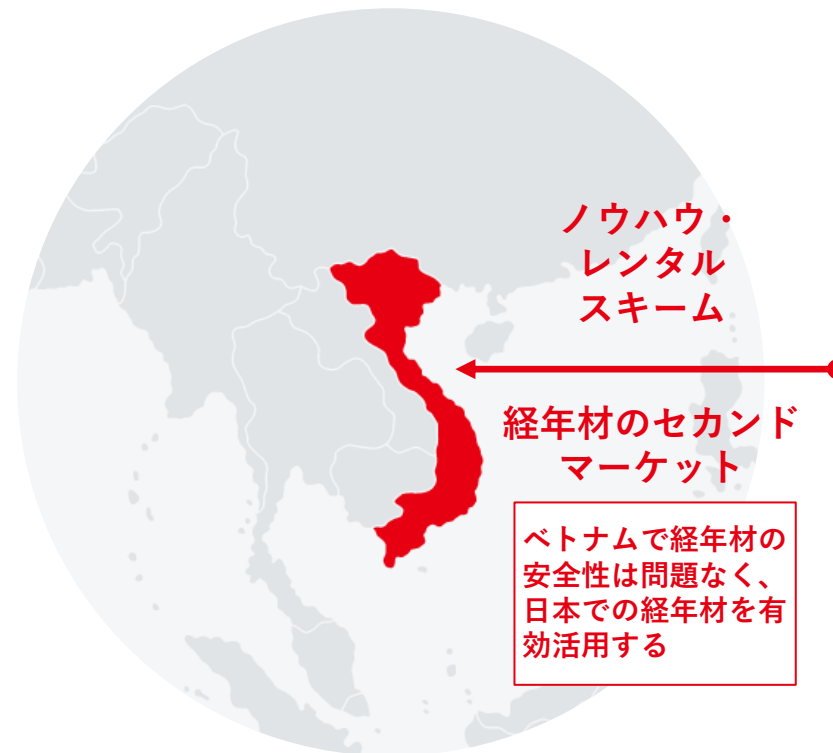 ノウハウ・
レンタル
スキーム
経年材のセカンド
マーケット
ベトナムで経年材の
安全性は問題なく、
日本での経年材を有
効活用する